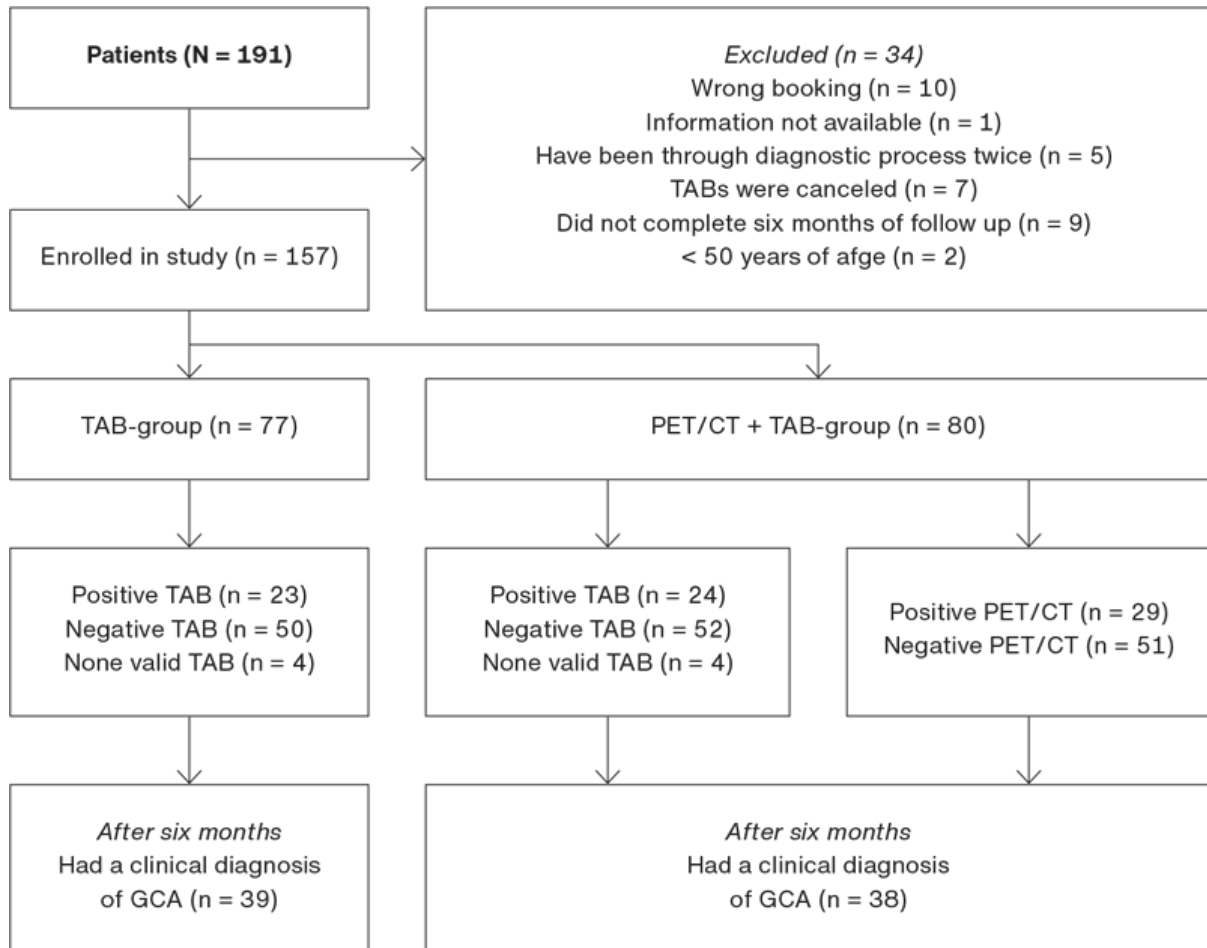 Patients (N = 191)
Excluded (n = 34)
Wrong booking (n = 10)
Information not available (n = 1)
Have been through diagnostic process twice (n = 5)
TABs were canceled (n = 7)
Did not complete six months of follow up (n = 9)
< 50 years of afge (n = 2)
Enrolled in study (n = 157)
TAB-group (n = 77)
PET/CT + TAB-group (n = 80)
Positive TAB (n = 23)
Negative TAB (n = 50)
None valid TAB (n = 4)
Positive TAB (n = 24)
Negative TAB (n = 52)
None valid TAB (n = 4)
Positive PET/CT (n = 29)
Negative PET/CT (n = 51)
After six months
Had a clinical diagnosis
of GCA (n = 39)
After six months
Had a clinical diagnosis
of GCA (n = 38)